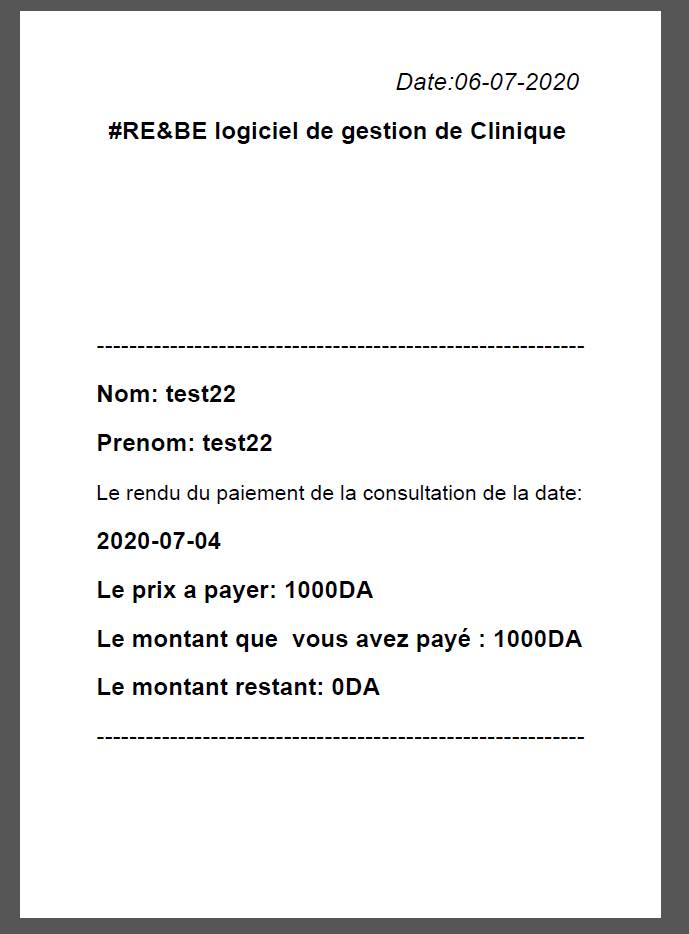 Date:06-07-2020
#RE&BE logiciel de gestion de Clinique
------------------------------------------------------------
Nom: test22
Prenom: test22
Le rendu du paiement de la consultation de la date:
2020-07-04
Le prix a payer: 1000DA
Le montant que  vous avez payé : 1000DA
Le montant restant: 0DA
------------------------------------------------------------